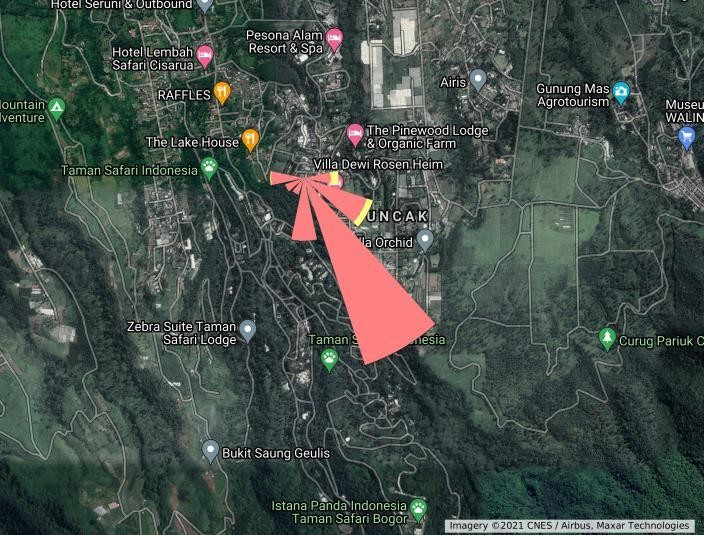 Hotel Seruni & Outbound
Pesona Alam
Resort & Spa
Hotel Lembah
Safari Cisarua
RAFFLES
Airis
Gunung Mas
Agrotourism
Museu
WALIN
ountain
lventure
The Lake House
The Pinewood Lodge
& Organic Farm
Taman Safari Indonesia
Villa Dewi Rosen Heim
UNCAK
lla Orchid
Zebra Suite Taman
Safari Lodge
Taman S
nesia
Curug Pariuk C
Bukit Saung Geulis
Istana Panda Indonesia
Taman Safari Bogor
Imagery ©2021 CNES / Airbus, Maxar Technologies